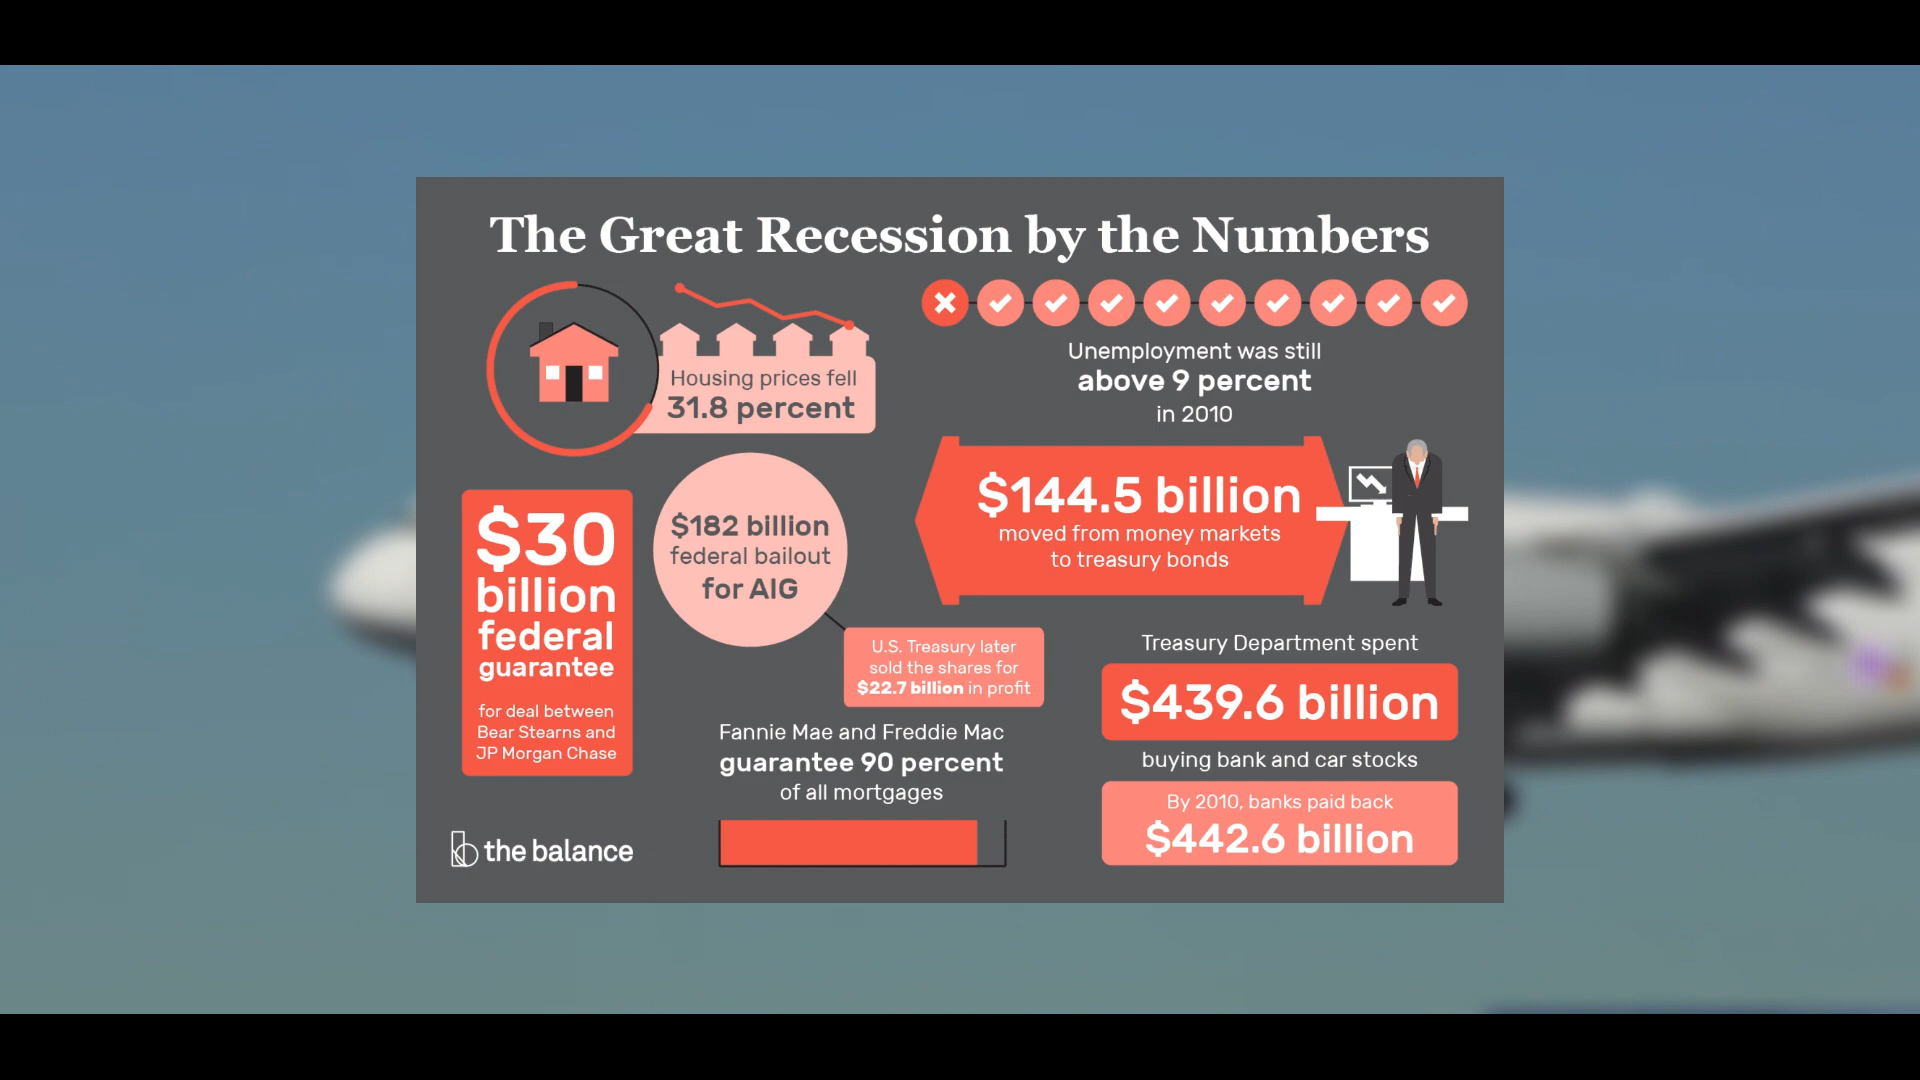 The Great Recession by the Numbers
Housing prices fell
31.8 percent
Unemployment was still
above 9 percent
in 2010
$30
billion
federal
guarantee
for deal between
Bear Stearns and
JP Morgan Chase
$182 billion
federal bailout
for AIG
U.S. Treasury later
sold the shares for
$22.7 billion in profit
$144.5 billion
moved from money markets
to treasury bonds
Fannie Mae and Freddie Mac
guarantee 90 percent
of all mortgages
Treasury Department spent
$439.6 billion
buying bank and car stocks
By 2010, banks paid back
$442.6 billion
the balance